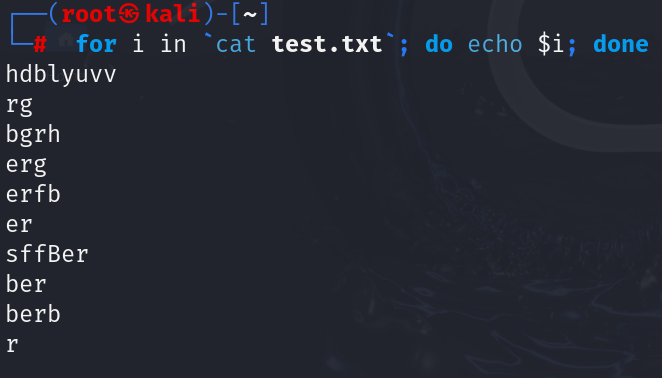 ┌──(root㉿kali)-[~]
└─# for i in `cat test.txt`; do echo $i; done
hdblyuvv
rg
bgrh
erg
erfb
er
sffBer
ber
berb
r